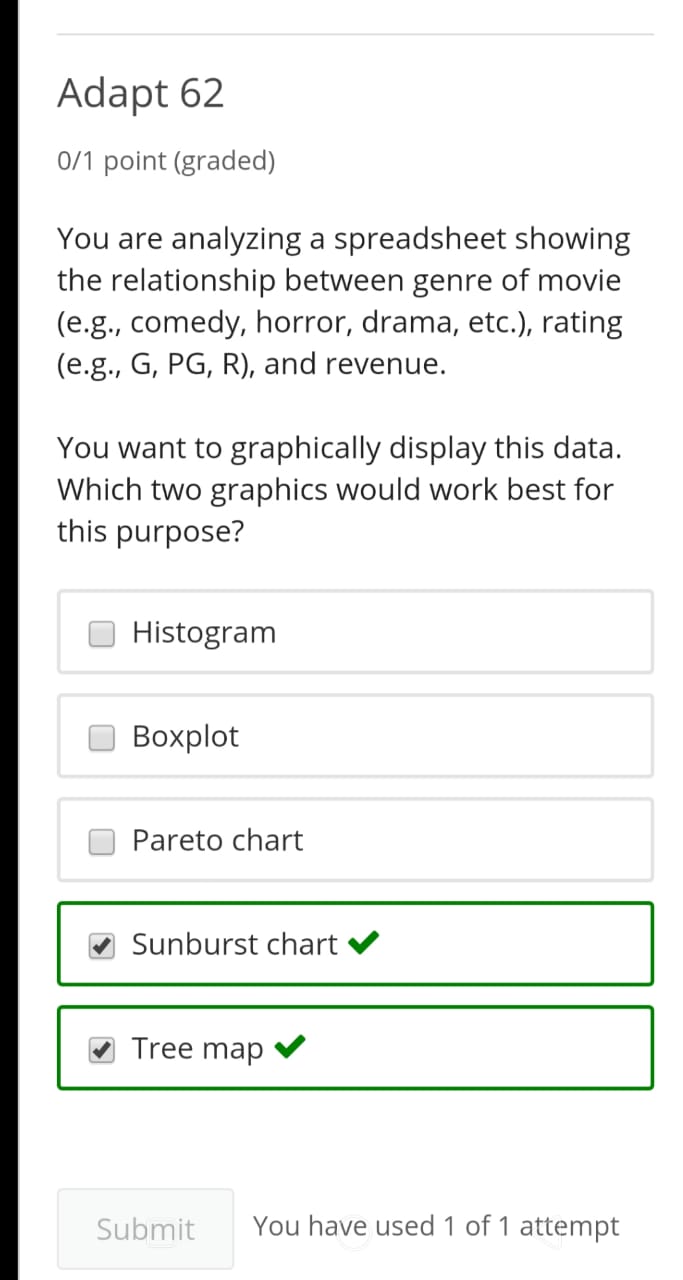 Adapt 62
0/1 point (graded)
You are analyzing a spreadsheet showing
the relationship between genre of movie
(e.g., comedy, horror, drama, etc.), rating
(e.g., G, PG, R), and revenue.
You want to graphically display this data.
Which two graphics would work best for
this purpose?
Histogram
Boxplot
Pareto chart
Sunburst chart
Tree map
Submit
You have used 1 of 1 attempt